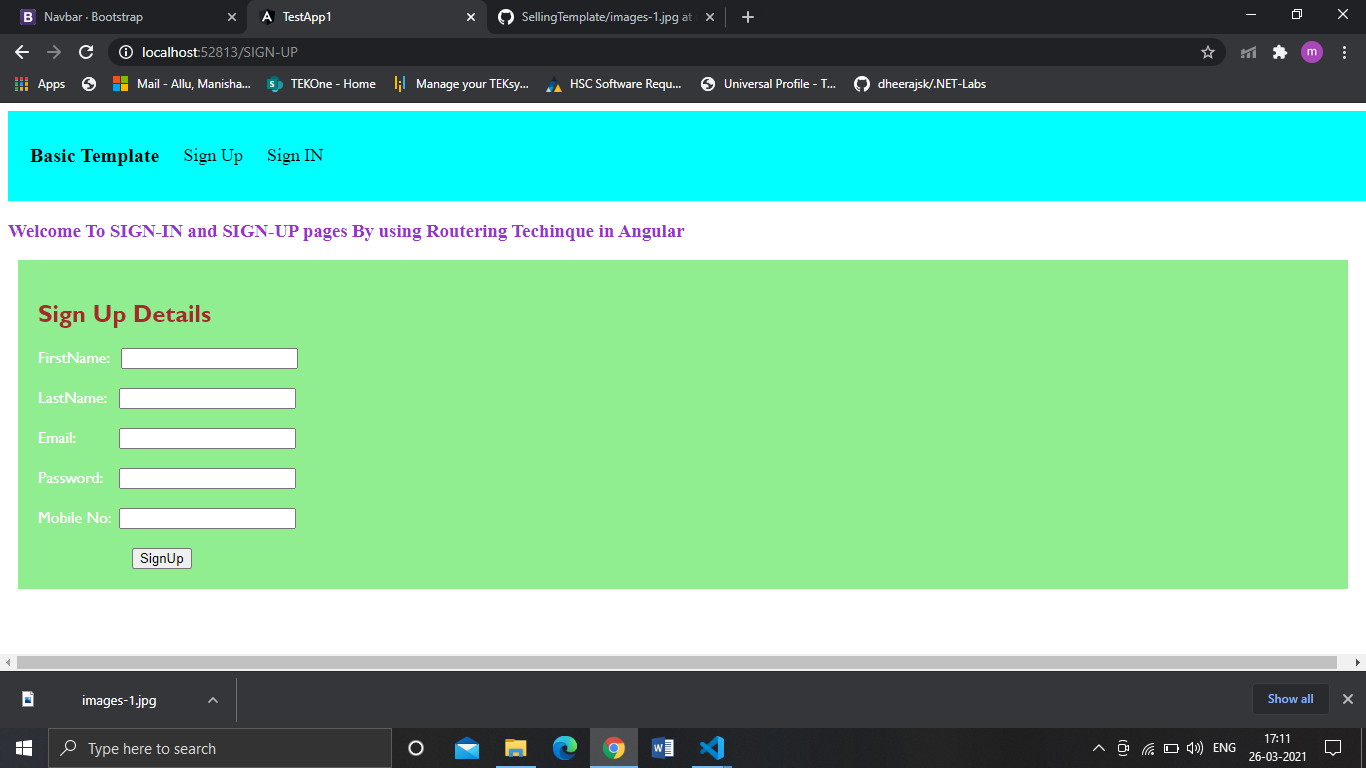 Navbar · Bootstrap
TestApp1
SellingTemplate/images-1.jpg at
localhost:52813/SIGN-UP
m
Apps
Mail - Allu, Manisha...
TEKOne - Home
Manage your TEKsy...
HSC Software Requ...
Universal Profile - T...
dheerajsk/.NET-Labs
Basic Template Sign Up Sign IN
Welcome To SIGN-IN and SIGN-UP pages By using Routering Techinque in Angular
Sign Up Details
FirstName:
LastName:
Email:
Password:
Mobile No:
SignUp
images-1.jpg
Show all
Type here to search
ENG
17:11
26-03-2021